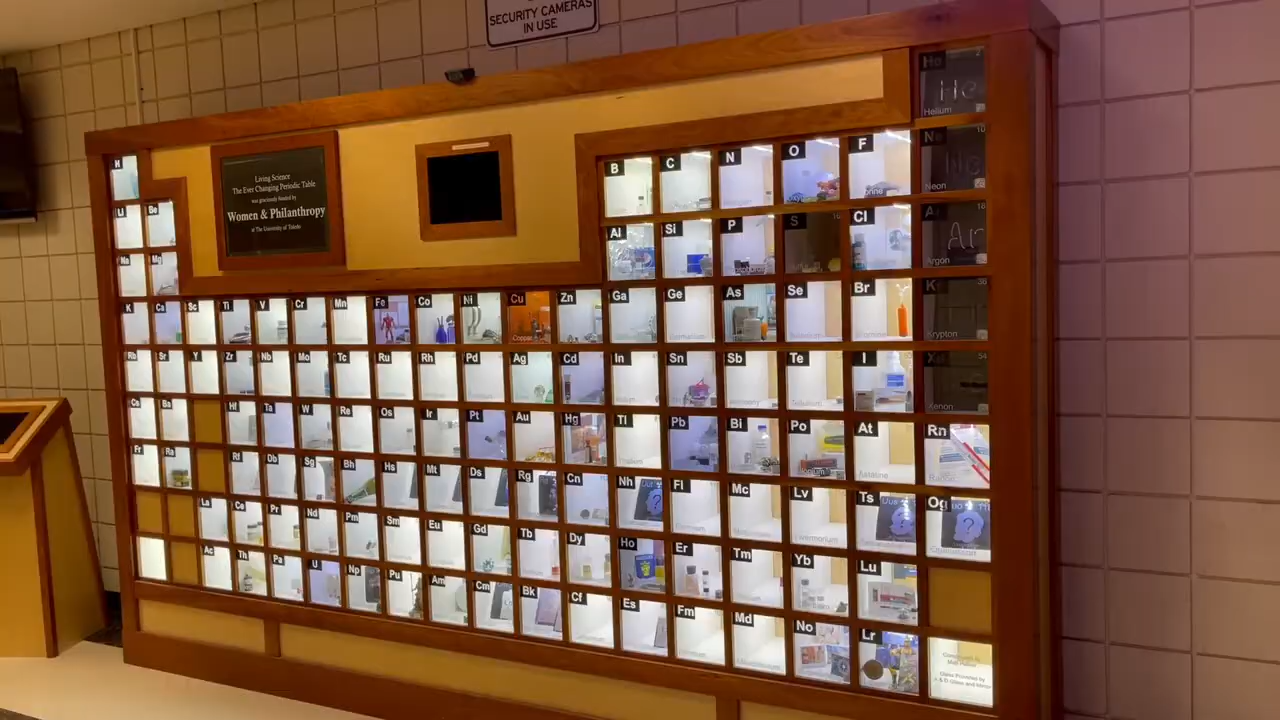 SECURITY CAMERAS
IN USE
Living Science
The Ever Changing Periodic Table
was graciously funded by
Women & Philanthropy
at The University of Toledo
He
He
Helium
H
B C N O F Ne
Ne
Neon
Li Be
Al Si P S Cl Ar
Ar
Argon
Na Mg
K Ca Sc Ti V Cr Mn Fe Co Ni Cu Zn Ga Ge As Se Br Kr
Copper
Krypton
Rb Sr Y Zr Nb Mo Tc Ru Rh Pd Ag Cd In Sn Sb Te I Xe
Xenon
Cs Ba Hf Ta W Re Os Ir Pt Au Hg Tl Pb Bi Po At Rn
Astatine
Fr Ra Rf Db Sg Bh Hs Mt Ds Rg Cn Nh Fl Mc Lv Ts Og
La Ce Pr Nd Pm Sm Eu Gd Tb Dy Ho Er Tm Yb Lu
Ac Th Pa U Np Pu Am Cm Bk Cf Es Fm Md No Lr